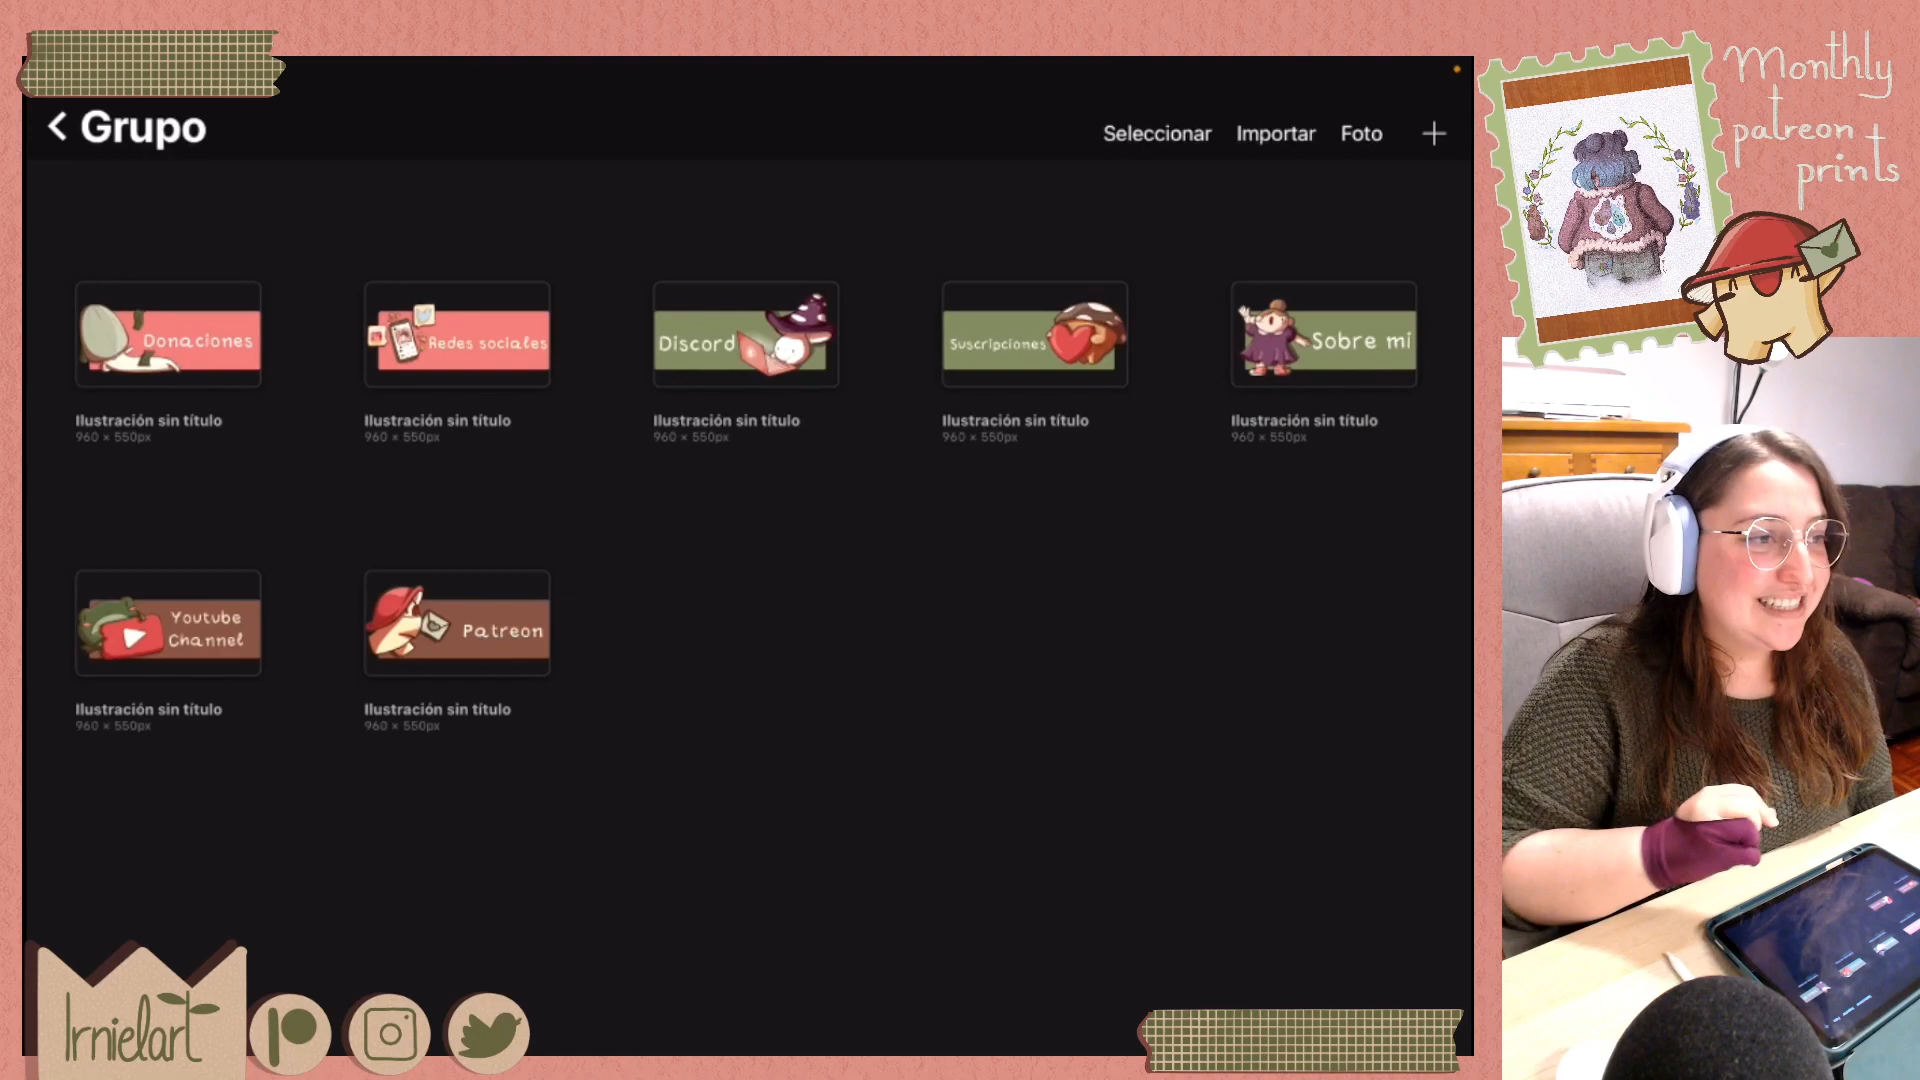 Monthly
patreon
prints
Grupo
Seleccionar Importar Foto
Donaciones
Redes sociales
Discord
Suscripciones
Sobre mi
Ilustración sin título
960 × 550px
Ilustración sin título
960 × 550px
Ilustración sin título
960 × 550px
Ilustración sin título
960 × 550px
Ilustración sin título
960 × 550px
Youtube
Channel
Patreon
Ilustración sin título
960 × 550px
Ilustración sin título
960 × 550px
Irnielart